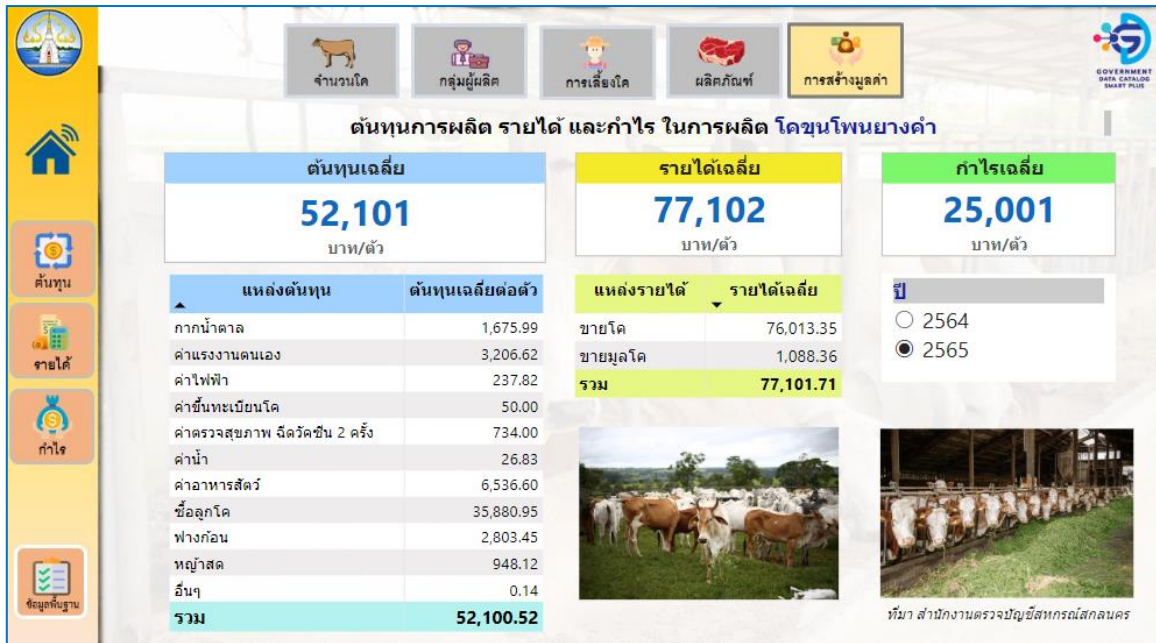 จำนวนโค
กลุ่มผู้ผลิต
การเลี้ยงโค
ผลิตภัณฑ์
การสร้างมูลค่า
GOVERNMENT
DATA CATALOG
SMART PLUS
ต้นทุนการผลิต รายได้ และกำไร ในการผลิต โคขุนโพนยางคำ
ต้นทุนเฉลี่ย
52,101
บาท/ตัว
รายได้เฉลี่ย
77,102
บาท/ตัว
กำไรเฉลี่ย
25,001
บาท/ตัว
ต้นทุน
รายได้
กำไร
ข้อมูลพื้นฐาน
แหล่งต้นทุน ต้นทุนเฉลี่ยต่อตัว
กากน้ำตาล 1,675.99
ค่าแรงงานตนเอง 3,206.62
ค่าไฟฟ้า 237.82
ค่าขึ้นทะเบียนโค 50.00
ค่าตรวจสุขภาพ ฉีดวัคซีน 2 ครั้ง 734.00
ค่าน้ำ 26.83
ค่าอาหารสัตว์ 6,536.60
ซื้อลูกโค 35,880.95
ฟางก้อน 2,803.45
หญ้าสด 948.12
อื่นๆ 0.14
รวม 52,100.52
แหล่งรายได้ รายได้เฉลี่ย
ขายโค 76,013.35
ขายมูลโค 1,088.36
รวม 77,101.71
ปี
2564
2565
ที่มา สำนักงานตรวจบัญชีสหกรณ์สกลนคร